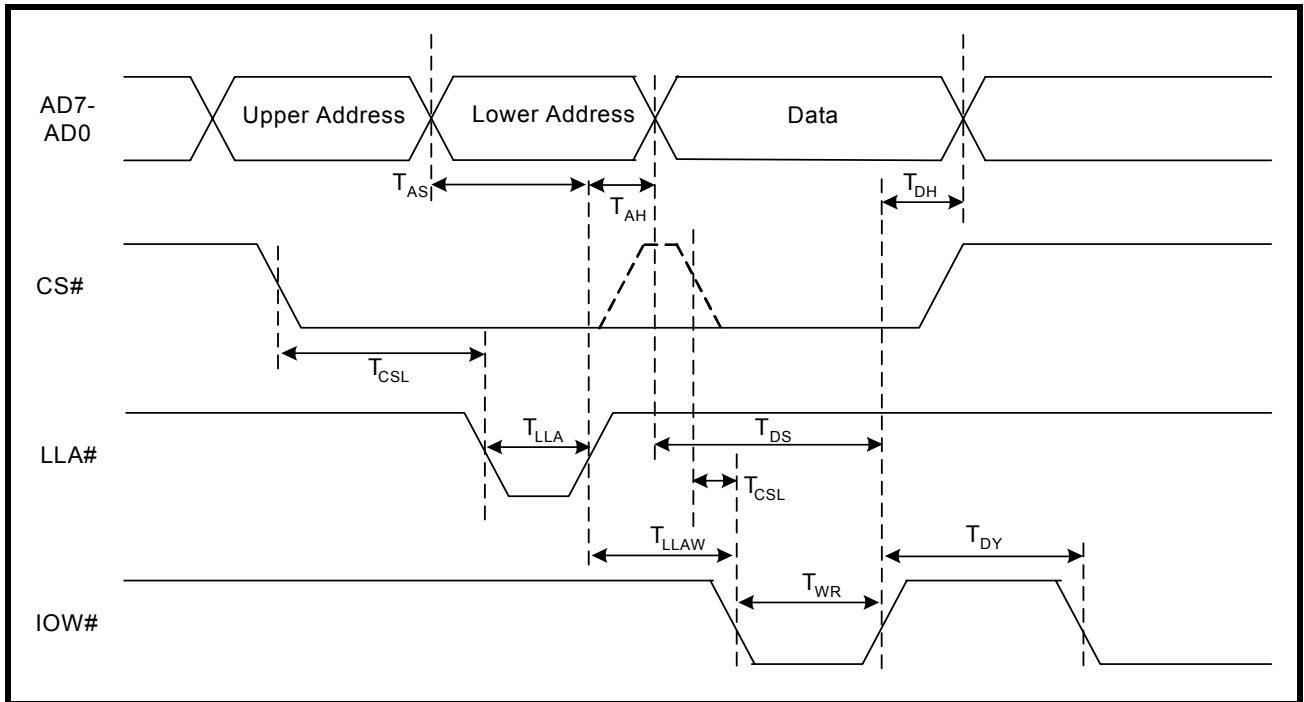 AD7-
AD0
Upper Address
Lower Address
Data
TAS
TAH
TDH
CS#
TCSL
LLA#
TLLA
TDS
TCSL
TLLAW
TDY
TWR
IOW#